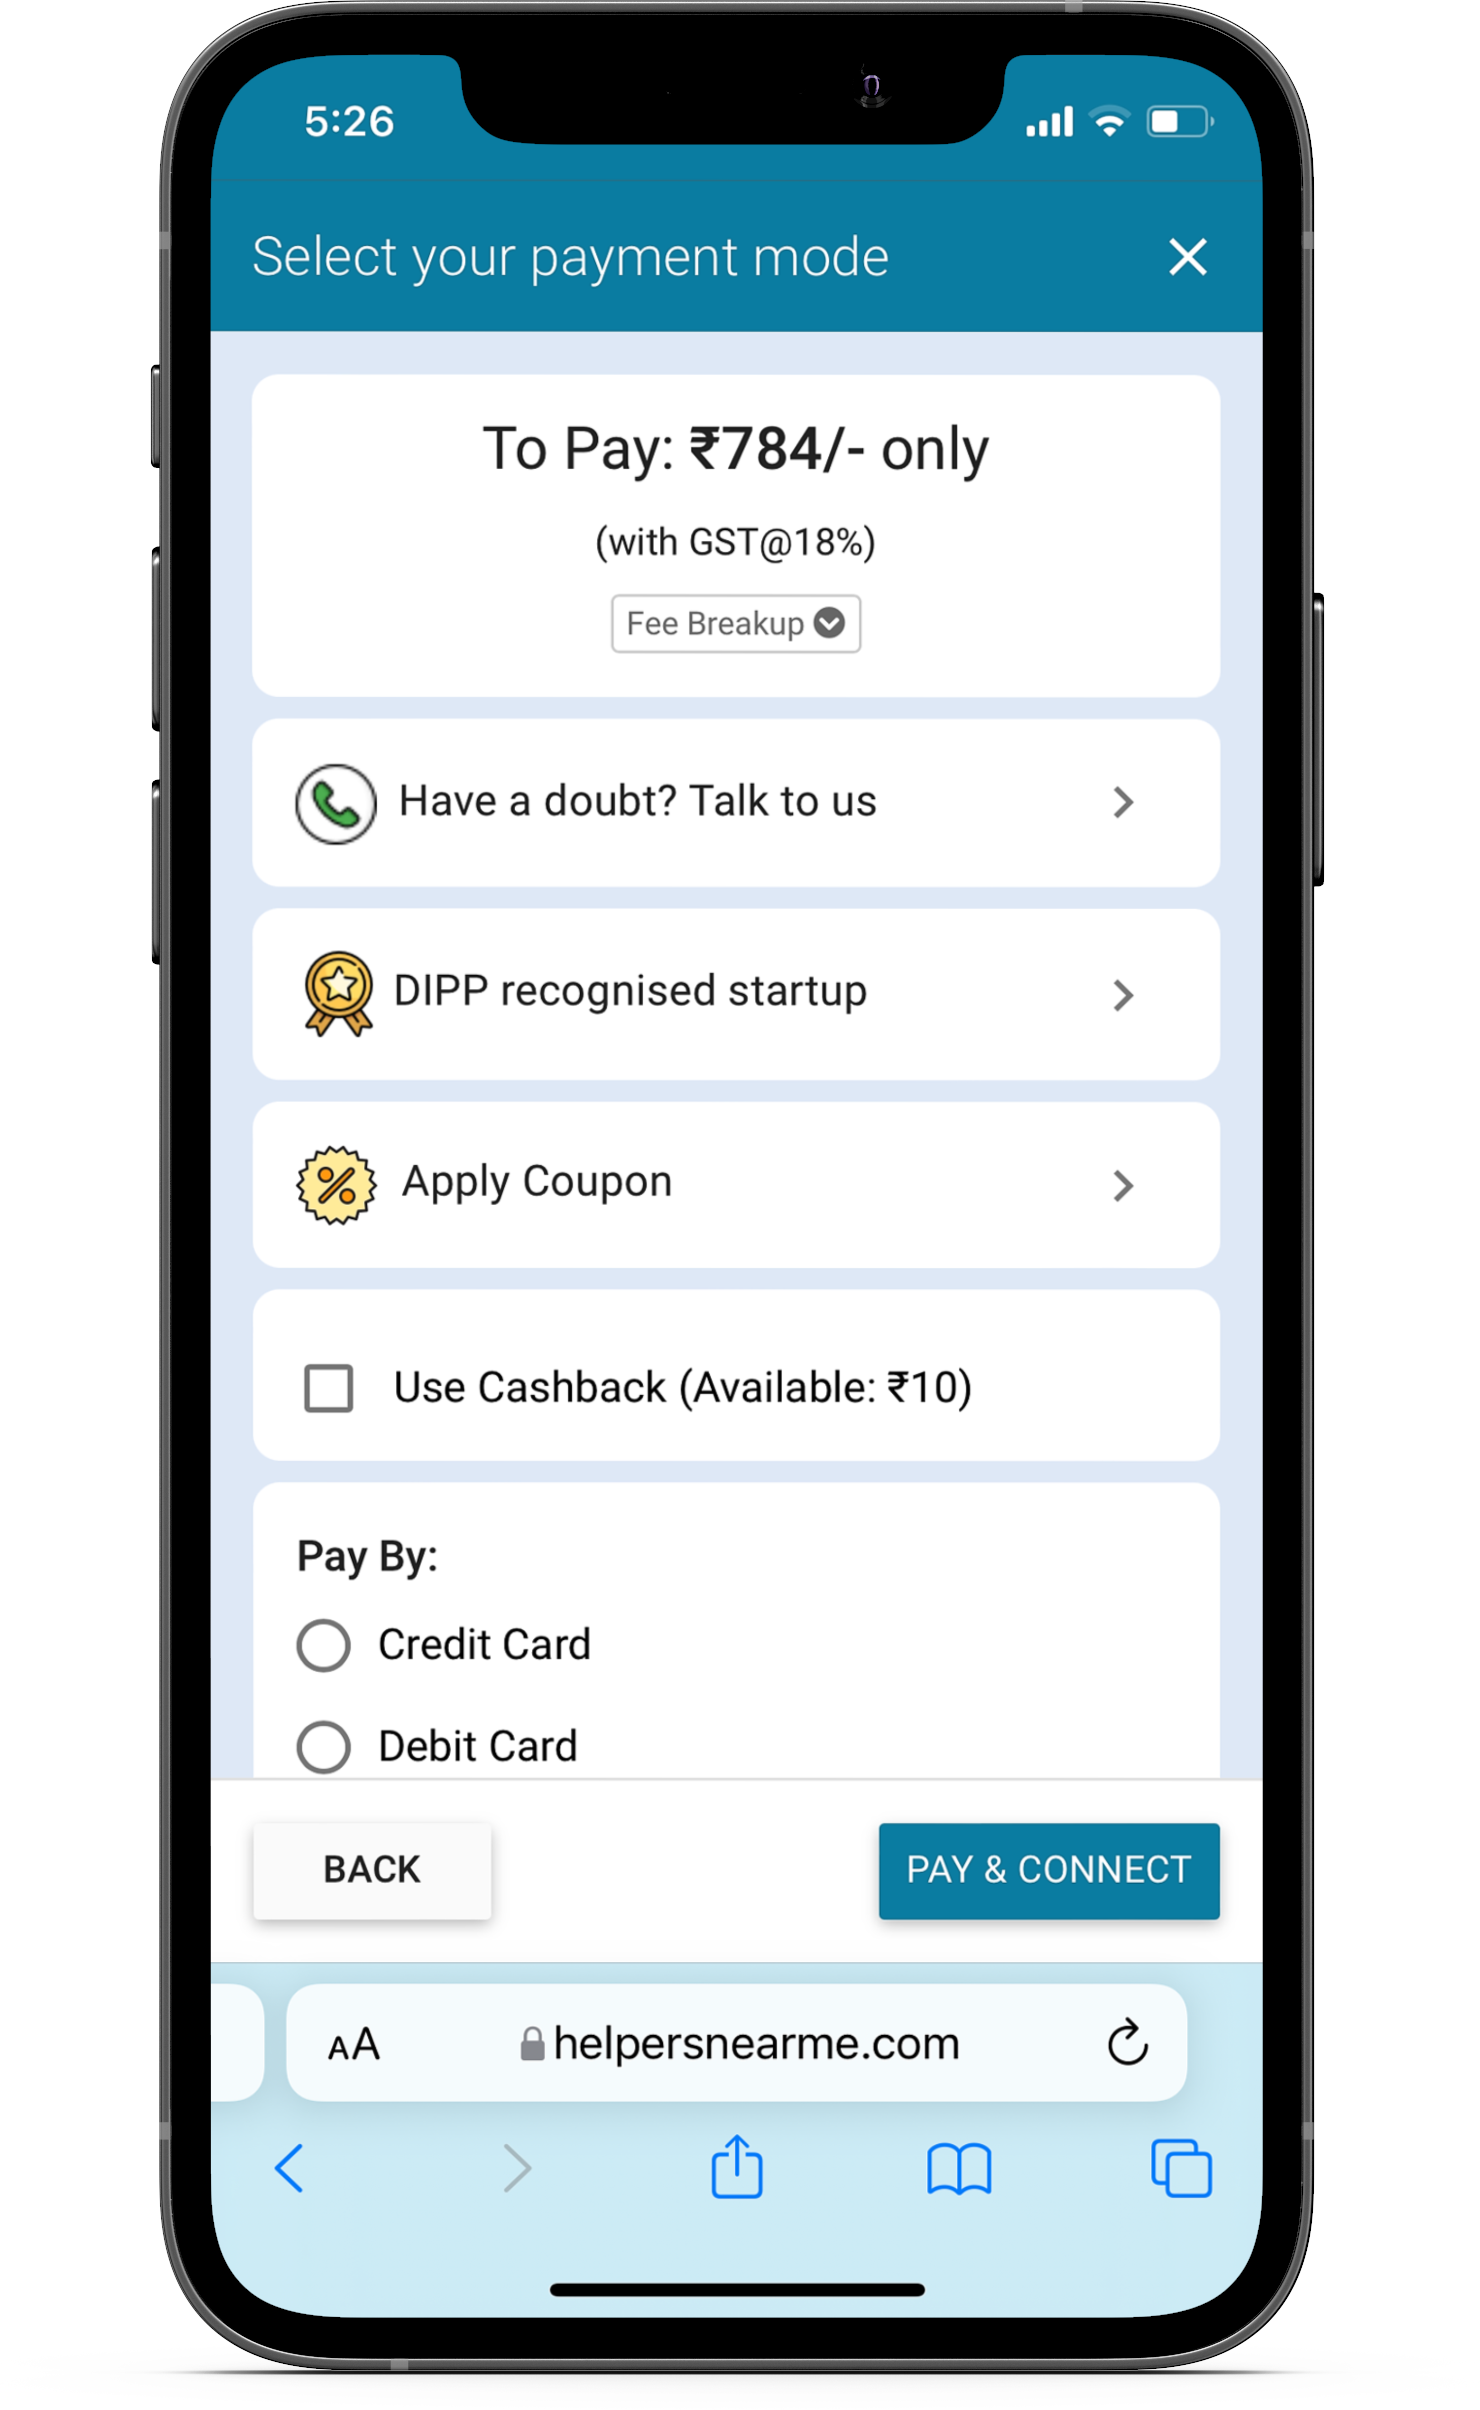 5:26
Select your payment mode
To Pay: ₹784/- only
(with GST@18%)
Fee Breakup
Have a doubt? Talk to us
DIPP recognised startup
Apply Coupon
Use Cashback (Available: ₹10)
Pay By:
Credit Card
Debit Card
BACK
PAY & CONNECT
AA helpersnearme.com